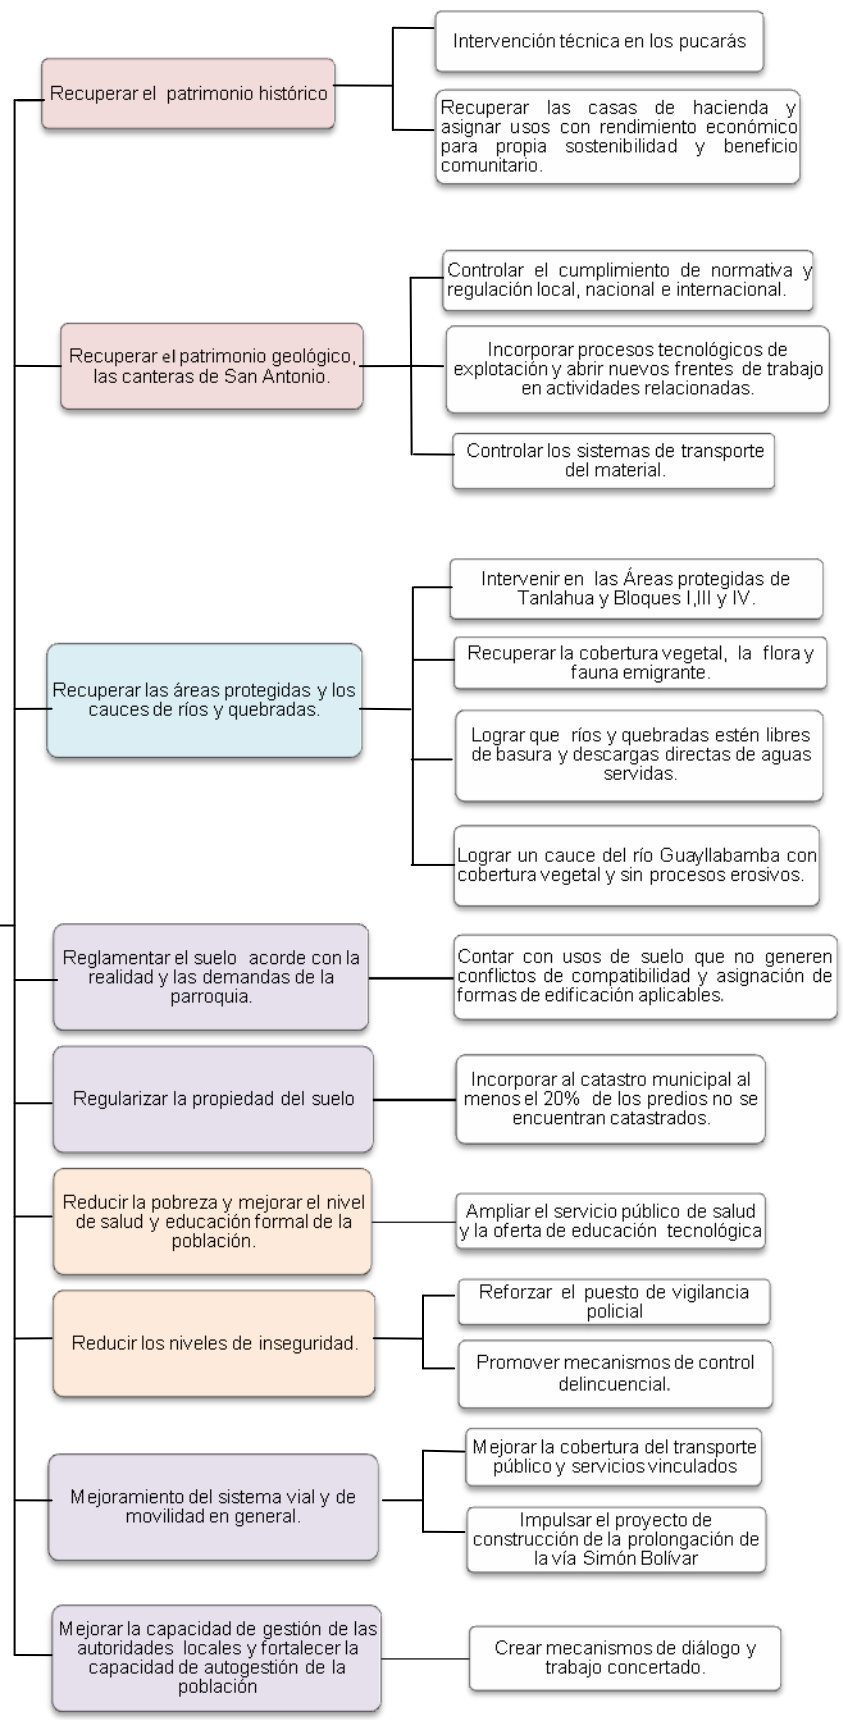 Recuperar el patrimonio histórico
Intervención técnica en los pucarás
Recuperar las casas de hacienda y
asignar usos con rendimiento económico
para propia sostenibilidad y beneficio
comunitario.
Recuperar el patrimonio geológico,
las canteras de San Antonio.
Controlar el cumplimiento de normativa y
regulación local, nacional e internacional.
Incorporar procesos tecnológicos de
explotación y abrir nuevos frentes de trabajo
en actividades relacionadas.
Controlar los sistemas de transporte
del material.
Recuperar las áreas protegidas y los
cauces de ríos y quebradas.
Intervenir en las Áreas protegidas de
Tanlahua y Bloques I,III y IV.
Recuperar la cobertura vegetal, la flora y
fauna emigrante.
Lograr que ríos y quebradas estén libres
de basura y descargas directas de aguas
servidas.
Lograr un cauce del río Guayllabamba con
cobertura vegetal y sin procesos erosivos.
Reglamentar el suelo acorde con la
realidad y las demandas de la
parroquia.
Contar con usos de suelo que no generen
conflictos de compatibilidad y asignación de
formas de edificación aplicables.
Regularizar la propiedad del suelo
Incorporar al catastro municipal al
menos el 20% de los predios no se
encuentran catastrados.
Reducir la pobreza y mejorar el nivel
de salud y educación formal de la
población.
Ampliar el servicio público de salud
y la oferta de educación tecnológica
Reducir los niveles de inseguridad.
Reforzar el puesto de vigilancia
policial
Promover mecanismos de control
delincuencial.
Mejoramiento del sistema vial y de
movilidad en general.
Mejorar la cobertura del transporte
público y servicios vinculados
Impulsar el proyecto de
construcción de la prolongación de
la vía Simón Bolívar
Mejorar la capacidad de gestión de las
autoridades locales y fortalecer la
capacidad de autogestión de la
población
Crear mecanismos de diálogo y
trabajo concertado.